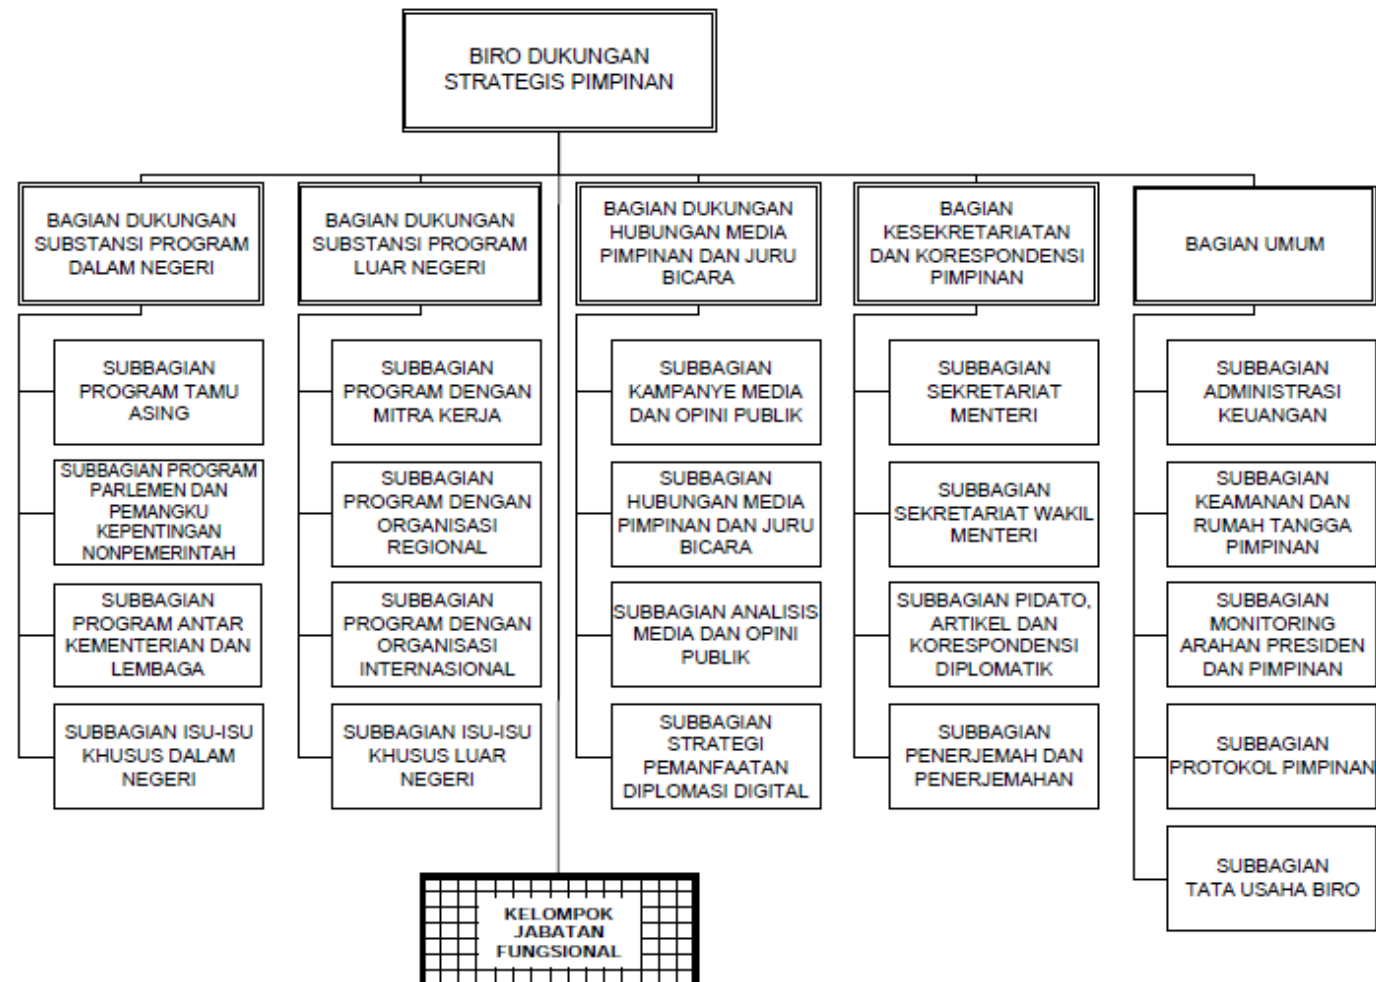 BIRO DUKUNGAN
STRATEGIS PIMPINAN
BAGIAN DUKUNGAN
SUBSTANSI PROGRAM
DALAM NEGERI
BAGIAN DUKUNGAN
SUBSTANSI PROGRAM
LUAR NEGERI
BAGIAN DUKUNGAN
HUBUNGAN MEDIA
PIMPINAN DAN JURU
BICARA
BAGIAN
KESEKRETARIATAN
DAN KORESPONDENSI
PIMPINAN
BAGIAN UMUM
SUBBAGIAN
PROGRAM TAMU
ASING
SUBBAGIAN
PROGRAM DENGAN
MITRA KERJA
SUBBAGIAN
KAMPANYE MEDIA
DAN OPINI PUBLIK
SUBBAGIAN
SEKRETARIAT
MENTERI
SUBBAGIAN
ADMINISTRASI
KEUANGAN
SUBBAGIAN PROGRAM
PARLEMEN DAN
PEMANGKU
KEPENTINGAN
NONPEMERINTAH
SUBBAGIAN
PROGRAM DENGAN
ORGANISASI
REGIONAL
SUBBAGIAN
HUBUNGAN MEDIA
PIMPINAN DAN JURU
BICARA
SUBBAGIAN
SEKRETARIAT WAKIL
MENTERI
SUBBAGIAN
KEAMANAN DAN
RUMAH TANGGA
PIMPINAN
SUBBAGIAN
PROGRAM ANTAR
KEMENTERIAN DAN
LEMBAGA
SUBBAGIAN
PROGRAM DENGAN
ORGANISASI
INTERNASIONAL
SUBBAGIAN ANALISIS
MEDIA DAN OPINI
PUBLIK
SUBBAGIAN PIDATO,
ARTIKEL DAN
KORESPONDENSI
DIPLOMATIK
SUBBAGIAN
MONITORING
ARAHAN PRESIDEN
DAN PIMPINAN
SUBBAGIAN ISU-ISU
KHUSUS DALAM
NEGERI
SUBBAGIAN ISU-ISU
KHUSUS LUAR
NEGERI
SUBBAGIAN
STRATEGI
PEMANFAATAN
DIPLOMASI DIGITAL
SUBBAGIAN
PENERJEMAH DAN
PENERJEMAHAN
SUBBAGIAN
PROTOKOL PIMPINAN
SUBBAGIAN
TATA USAHA BIRO
KELOMPOK
JABATAN
FUNGSIONAL